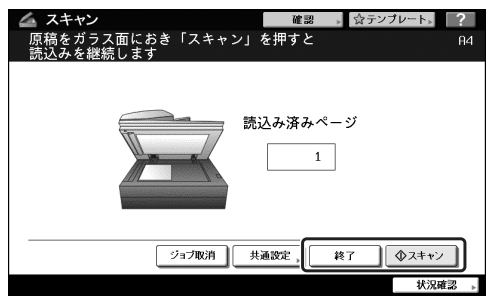 スキャン
確認
☆テンプレート
?
原稿をガラス面におき「スキャン」を押すと
読込みを継続します
A4
読込み済みページ
1
ジョブ取消
共通設定
終了
スキャン
状況確認